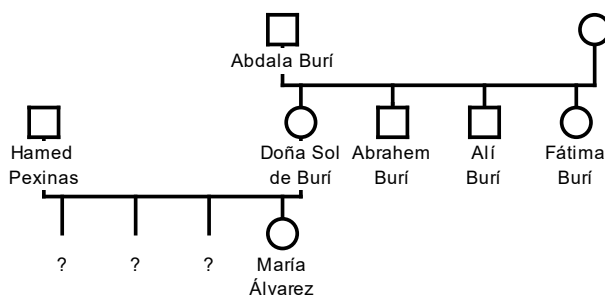 Abdala Burí
Hamed
Pexinas
Doña Sol
de Burí
Abrahem
Burí
Alí
Burí
Fátima
Burí
?
?
?
María
Álvarez